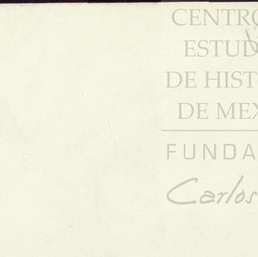 CENTRO
ESTUD
DE HIST
DE MEX
FUNDA
Carlos